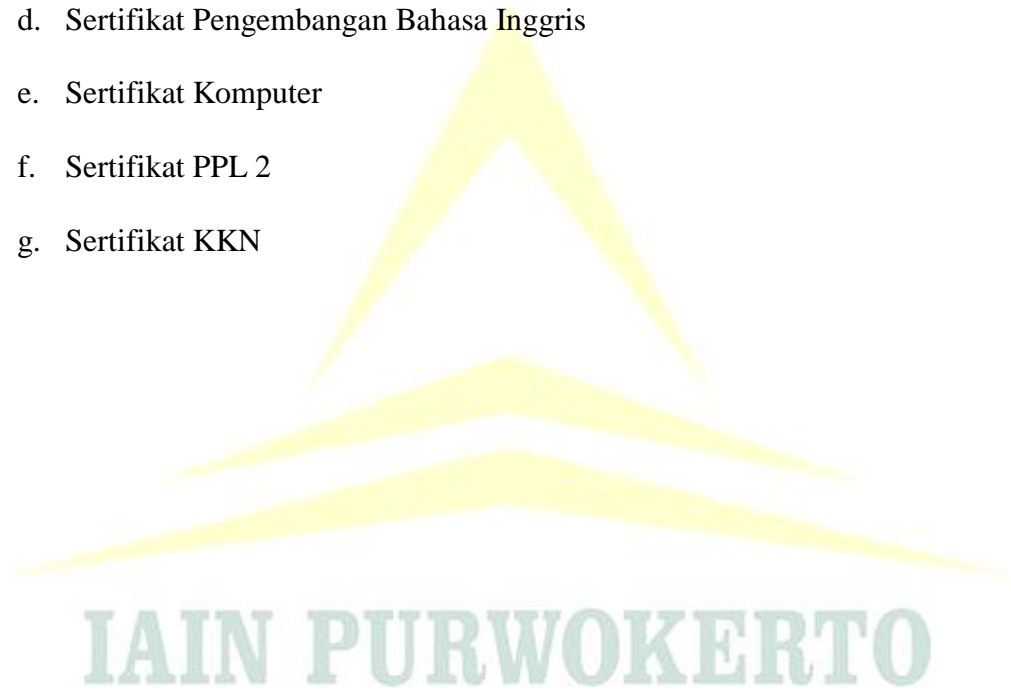 d. Sertifikat Pengembangan Bahasa Inggris
e. Sertifikat Komputer
f. Sertifikat PPL 2
g. Sertifikat KKN
IAIN PURWOKERTO